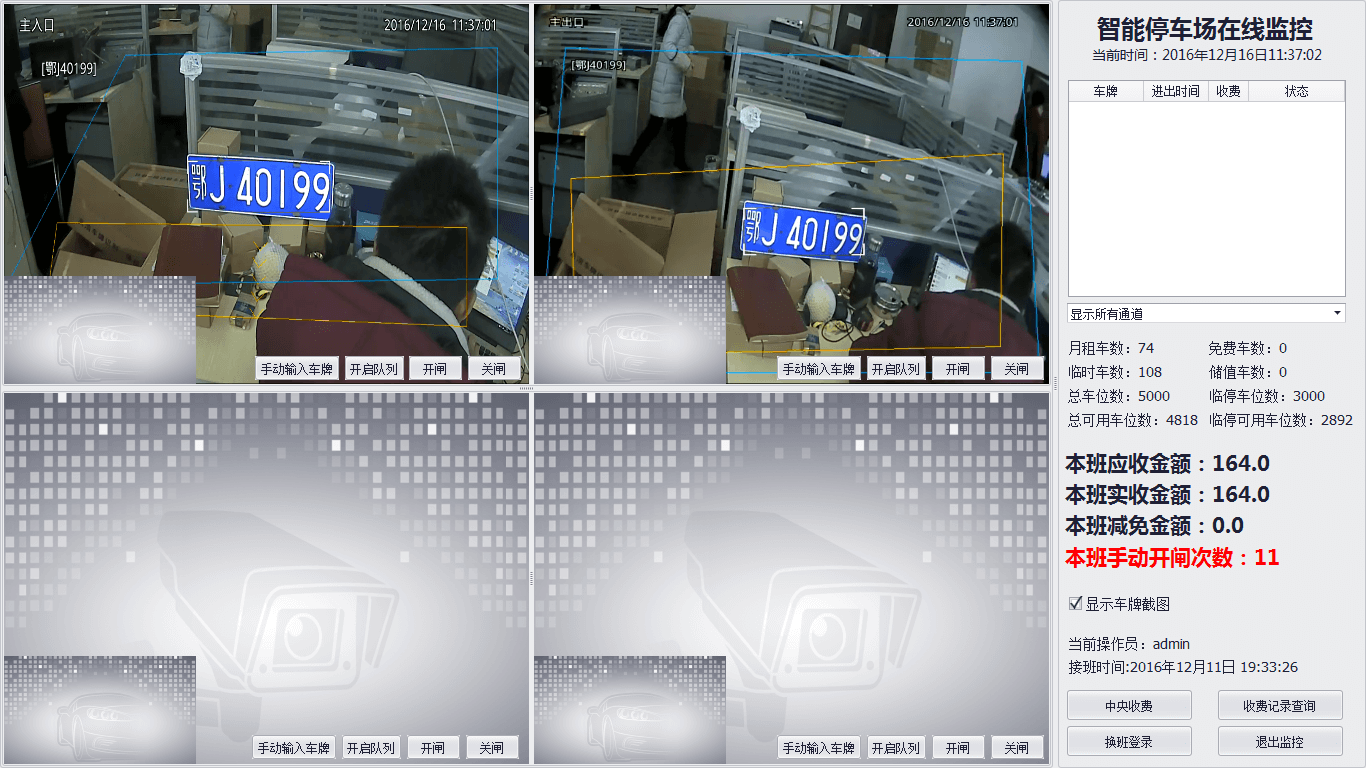 主入口
2016/12/16 11:37:01
[鄂J40199]
鄂J 40199
手动输入车牌 开启队列 开闸 关闸
主出口
2016/12/16 11:37:01
[鄂J40199]
鄂J 40199
手动输入车牌 开启队列 开闸 关闸
手动输入车牌 开启队列 开闸 关闸
手动输入车牌 开启队列 开闸 关闸
智能停车场在线监控
当前时间：2016年12月16日11:37:02
车牌 进出时间 收费 状态
显示所有通道
月租车数：74 免费车数：0
临时车数：108 储值车数：0
总车位数：5000 临停车位数：3000
总可用车位数：4818 临停可用车位数：2892
本班应收金额：164.0
本班实收金额：164.0
本班减免金额：0.0
本班手动开闸次数：11
显示车牌截图
当前操作员：admin
接班时间:2016年12月11日 19:33:26
中央收费 收费记录查询
换班登录 退出监控